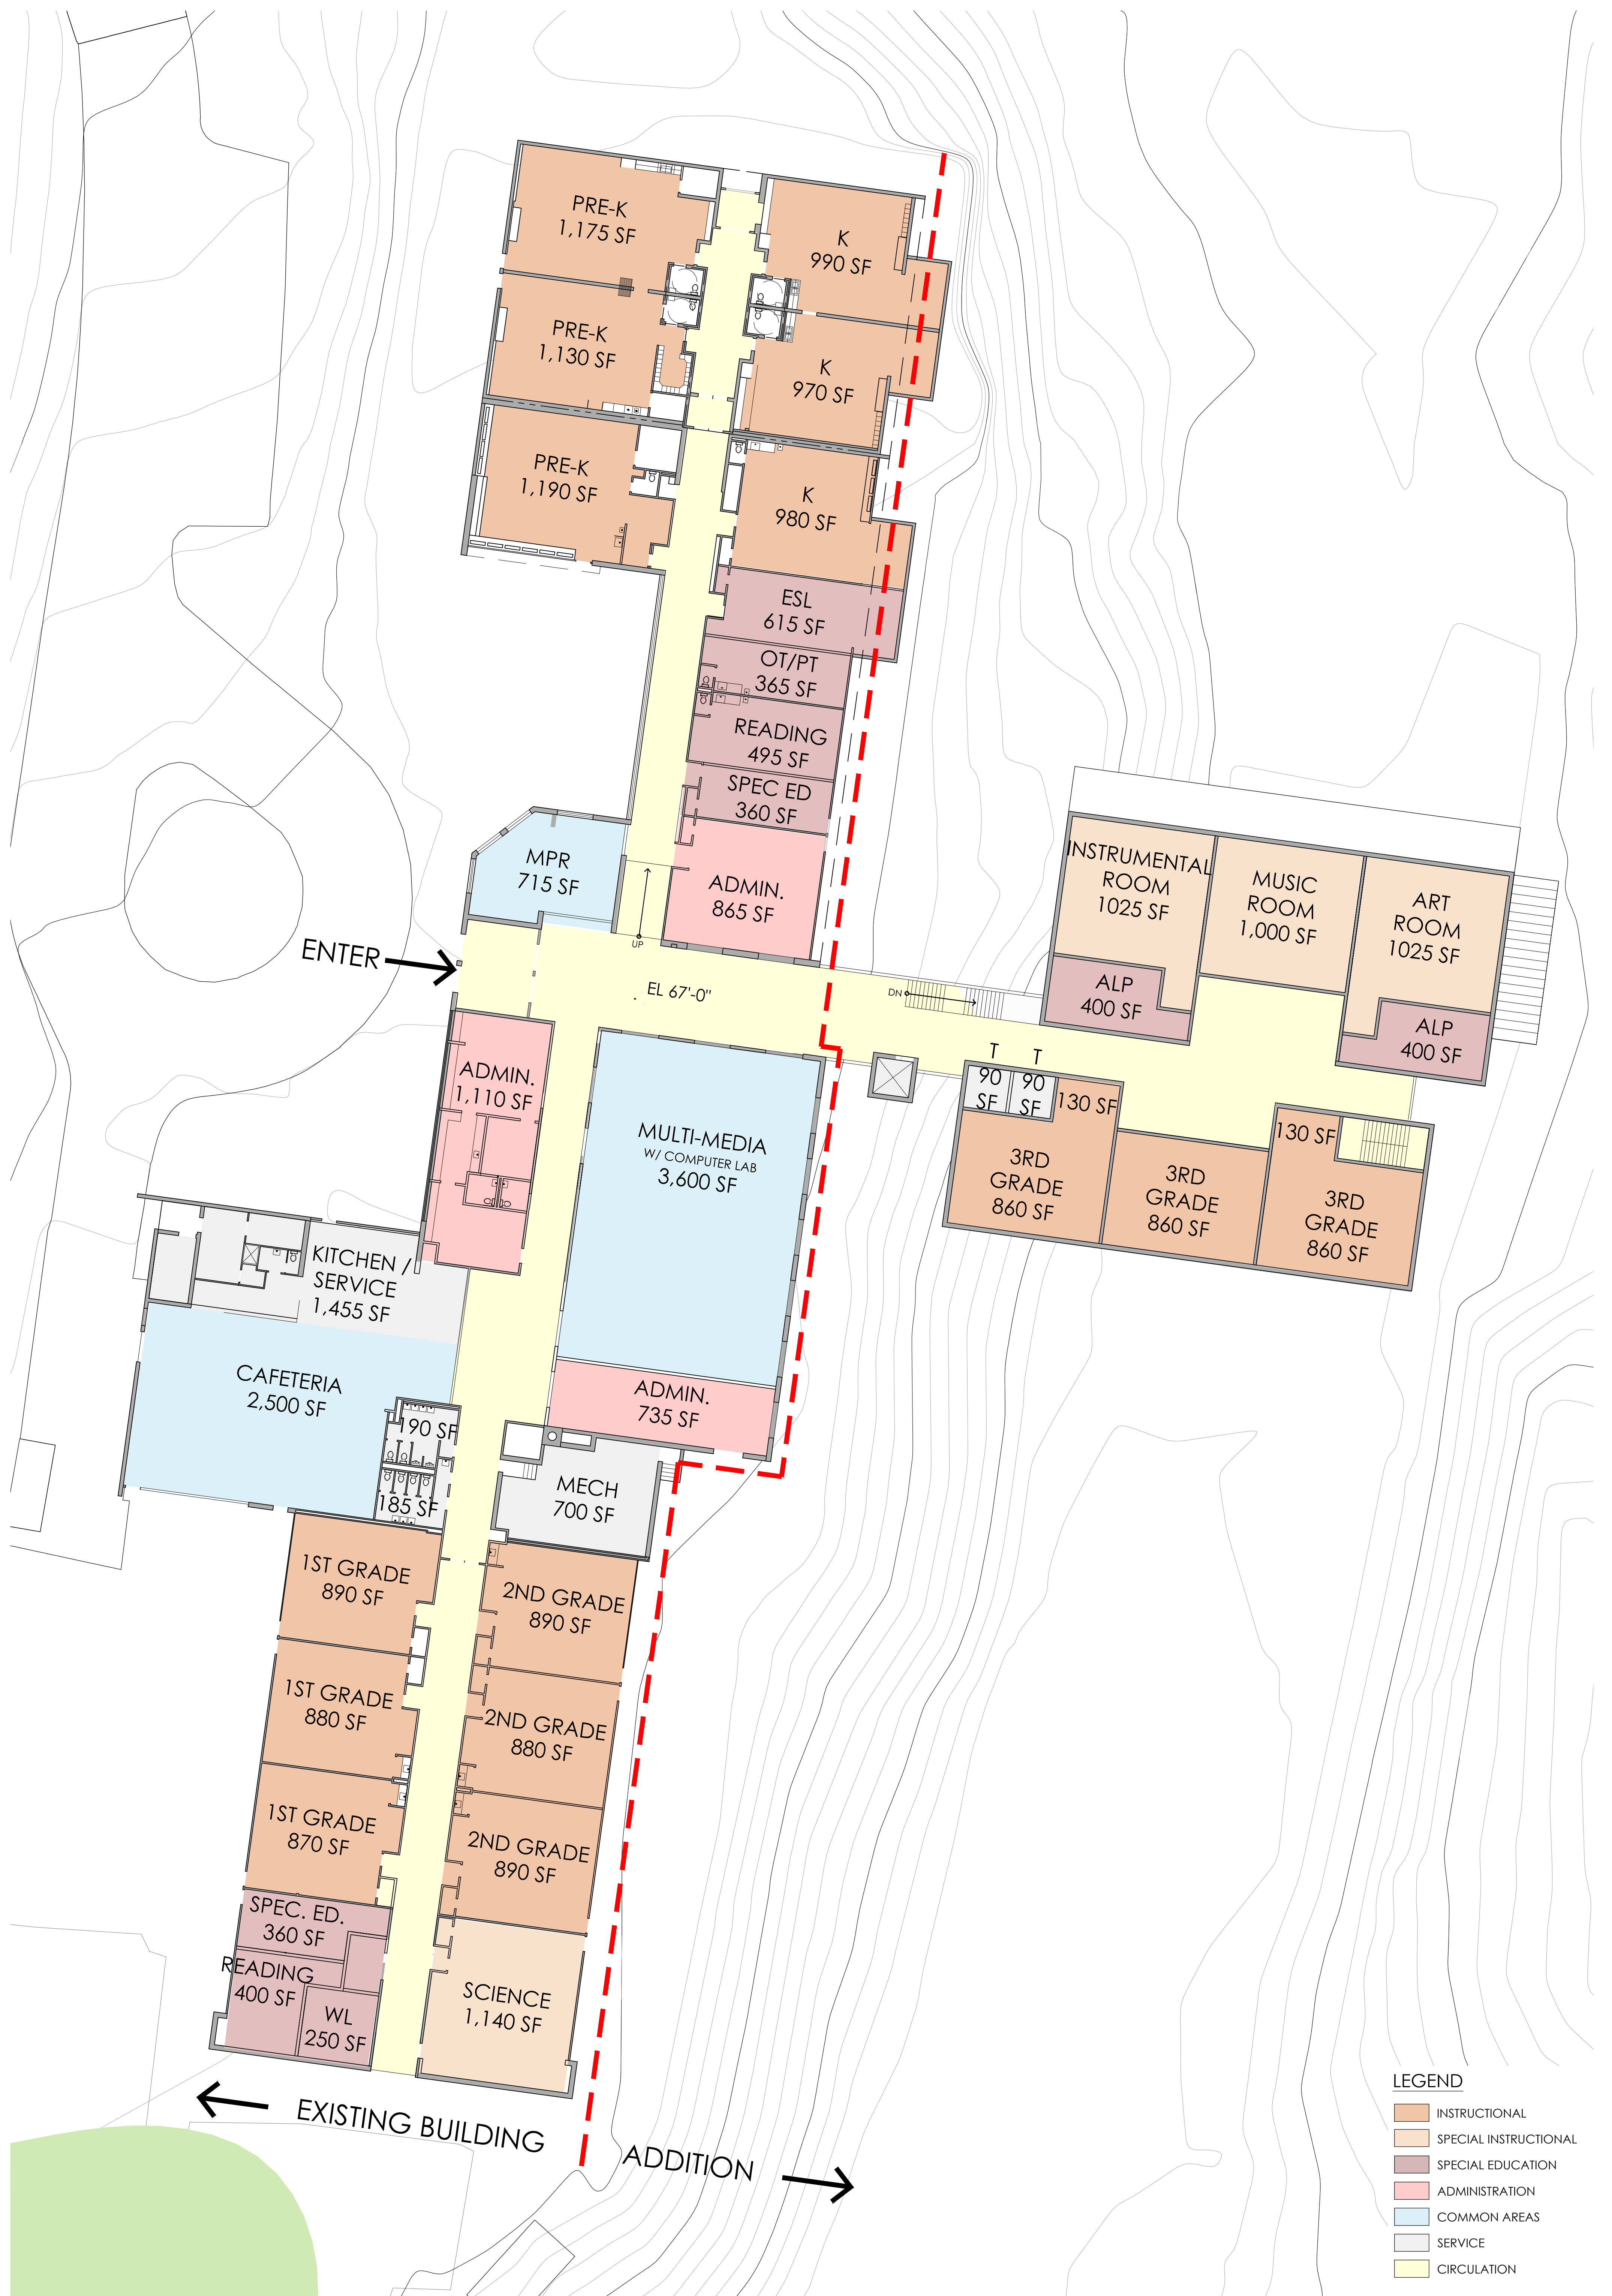 PRE-K
1,175 SF
K
990 SF
PRE-K
1,130 SF
K
970 SF
PRE-K
1,190 SF
K
980 SF
ESL
615 SF
OT/PT
365 SF
READING
495 SF
SPEC ED
360 SF
MPR
715 SF
ADMIN.
865 SF
UP
ENTER
EL 67'-0"
DN
INSTRUMENTAL
ROOM
1025 SF
MUSIC
ROOM
1,000 SF
ART
ROOM
1025 SF
ALP
400 SF
ALP
400 SF
T
90
SF
T
90
SF
130 SF
3RD
GRADE
860 SF
3RD
GRADE
860 SF
130 SF
3RD
GRADE
860 SF
ADMIN.
1,110 SF
MULTI-MEDIA
W/ COMPUTER LAB
3,600 SF
KITCHEN /
SERVICE
1,455 SF
CAFETERIA
2,500 SF
ADMIN.
735 SF
190 SF
185 SF
MECH
700 SF
1ST GRADE
890 SF
2ND GRADE
890 SF
1ST GRADE
880 SF
2ND GRADE
880 SF
1ST GRADE
870 SF
2ND GRADE
890 SF
SPEC. ED.
360 SF
READING
400 SF
WL
250 SF
SCIENCE
1,140 SF
EXISTING BUILDING
ADDITION
LEGEND
INSTRUCTIONAL
SPECIAL INSTRUCTIONAL
SPECIAL EDUCATION
ADMINISTRATION
COMMON AREAS
SERVICE
CIRCULATION